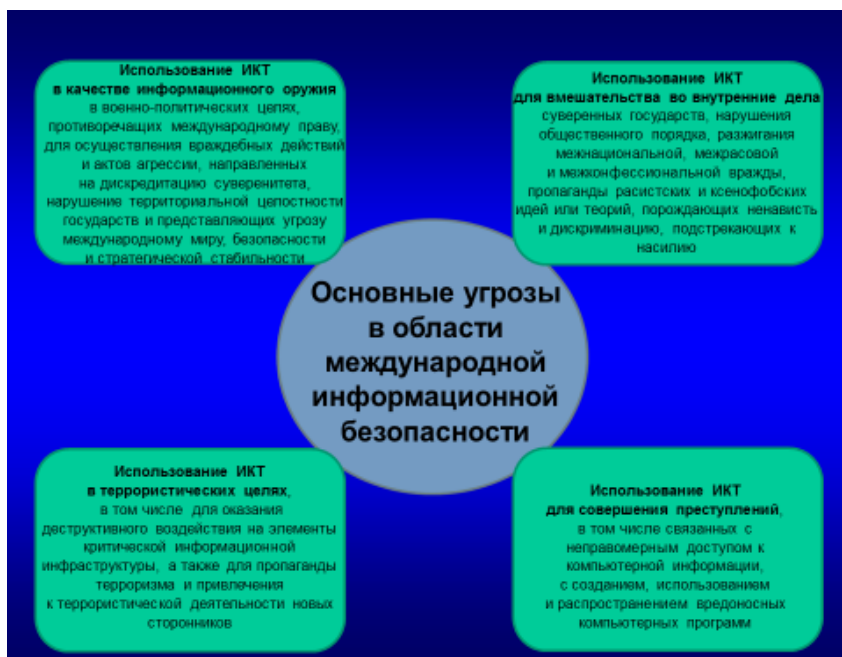 Использование ИКТ
в качестве информационного оружия
в военно-политических целях,
противоречащих международному праву,
для осуществления враждебных действий
и актов агрессии, направленных
на дискредитацию суверенитета,
нарушение территориальной целостности
государств и представляющих угрозу
международному миру, безопасности
и стратегической стабильности
Использование ИКТ
для вмешательства во внутренние дела
суверенных государств, нарушения
общественного порядка, разжигания
межнациональной, межрасовой
и межконфессиональной вражды,
пропаганды расистских и ксенофобских
идей или теорий, порождающих ненависть
и дискриминацию, подстрекающих к
насилию
Основные угрозы
в области
международной
информационной
безопасности
Использование ИКТ
в террористических целях,
в том числе для оказания
деструктивного воздействия на элементы
критической информационной
инфраструктуры, а также для пропаганды
терроризма и привлечения
к террористической деятельности новых
сторонников
Использование ИКТ
для совершения преступлений,
в том числе связанных с
неправомерным доступом к
компьютерной информации,
с созданием, использованием
и распространением вредоносных
компьютерных программ